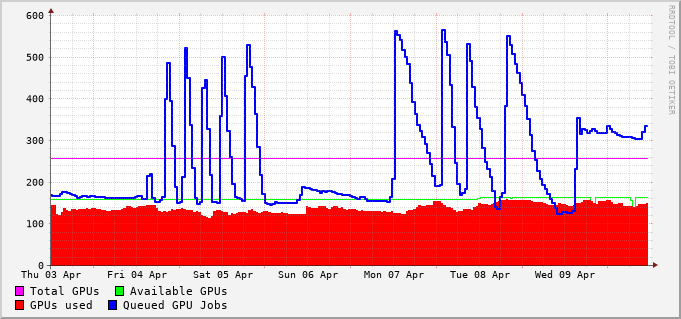 RRDTOOL / TOBI OETIKER
600
500
400
300
200
100
0
Thu 03 Apr Fri 04 Apr Sat 05 Apr Sun 06 Apr Mon 07 Apr Tue 08 Apr Wed 09 Apr
Total GPUs Available GPUs
GPUs used Queued GPU Jobs